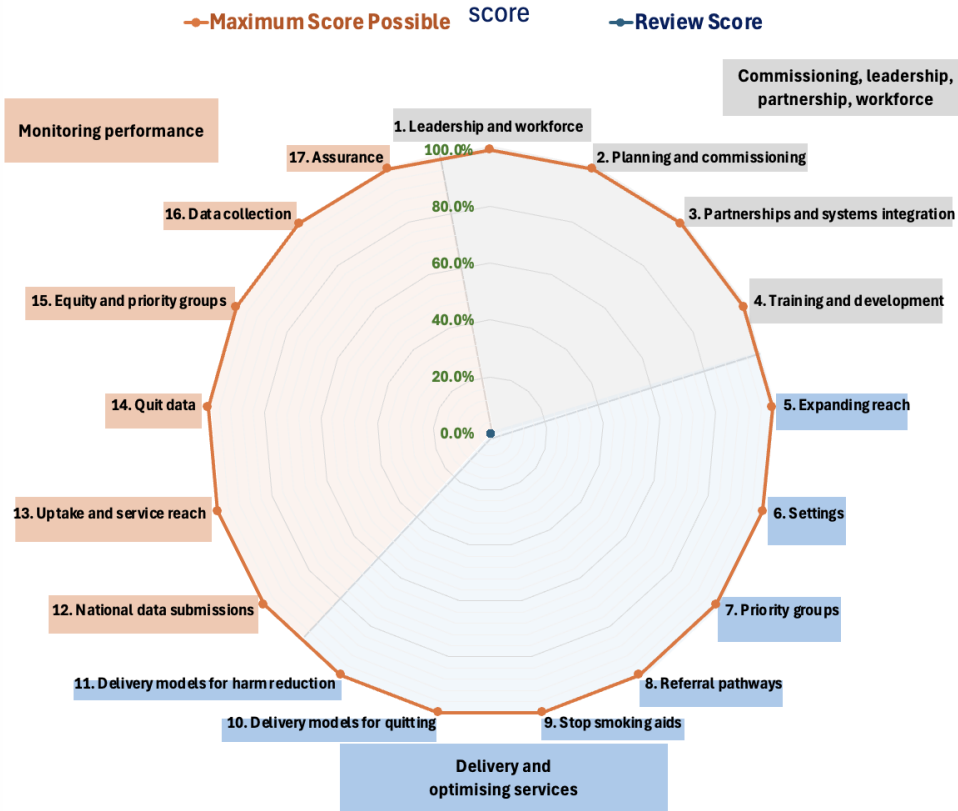 score
Maximum Score Possible
Review Score
Commissioning, leadership,
partnership, workforce
Monitoring performance
1. Leadership and workforce
2. Planning and commissioning
3. Partnerships and systems integration
4. Training and development
5. Expanding reach
6. Settings
7. Priority groups
8. Referral pathways
9. Stop smoking aids
10. Delivery models for quitting
11. Delivery models for harm reduction
12. National data submissions
13. Uptake and service reach
14. Quit data
15. Equity and priority groups
16. Data collection
17. Assurance
100.0%
80.0%
60.0%
40.0%
20.0%
0.0%
Delivery and
optimising services